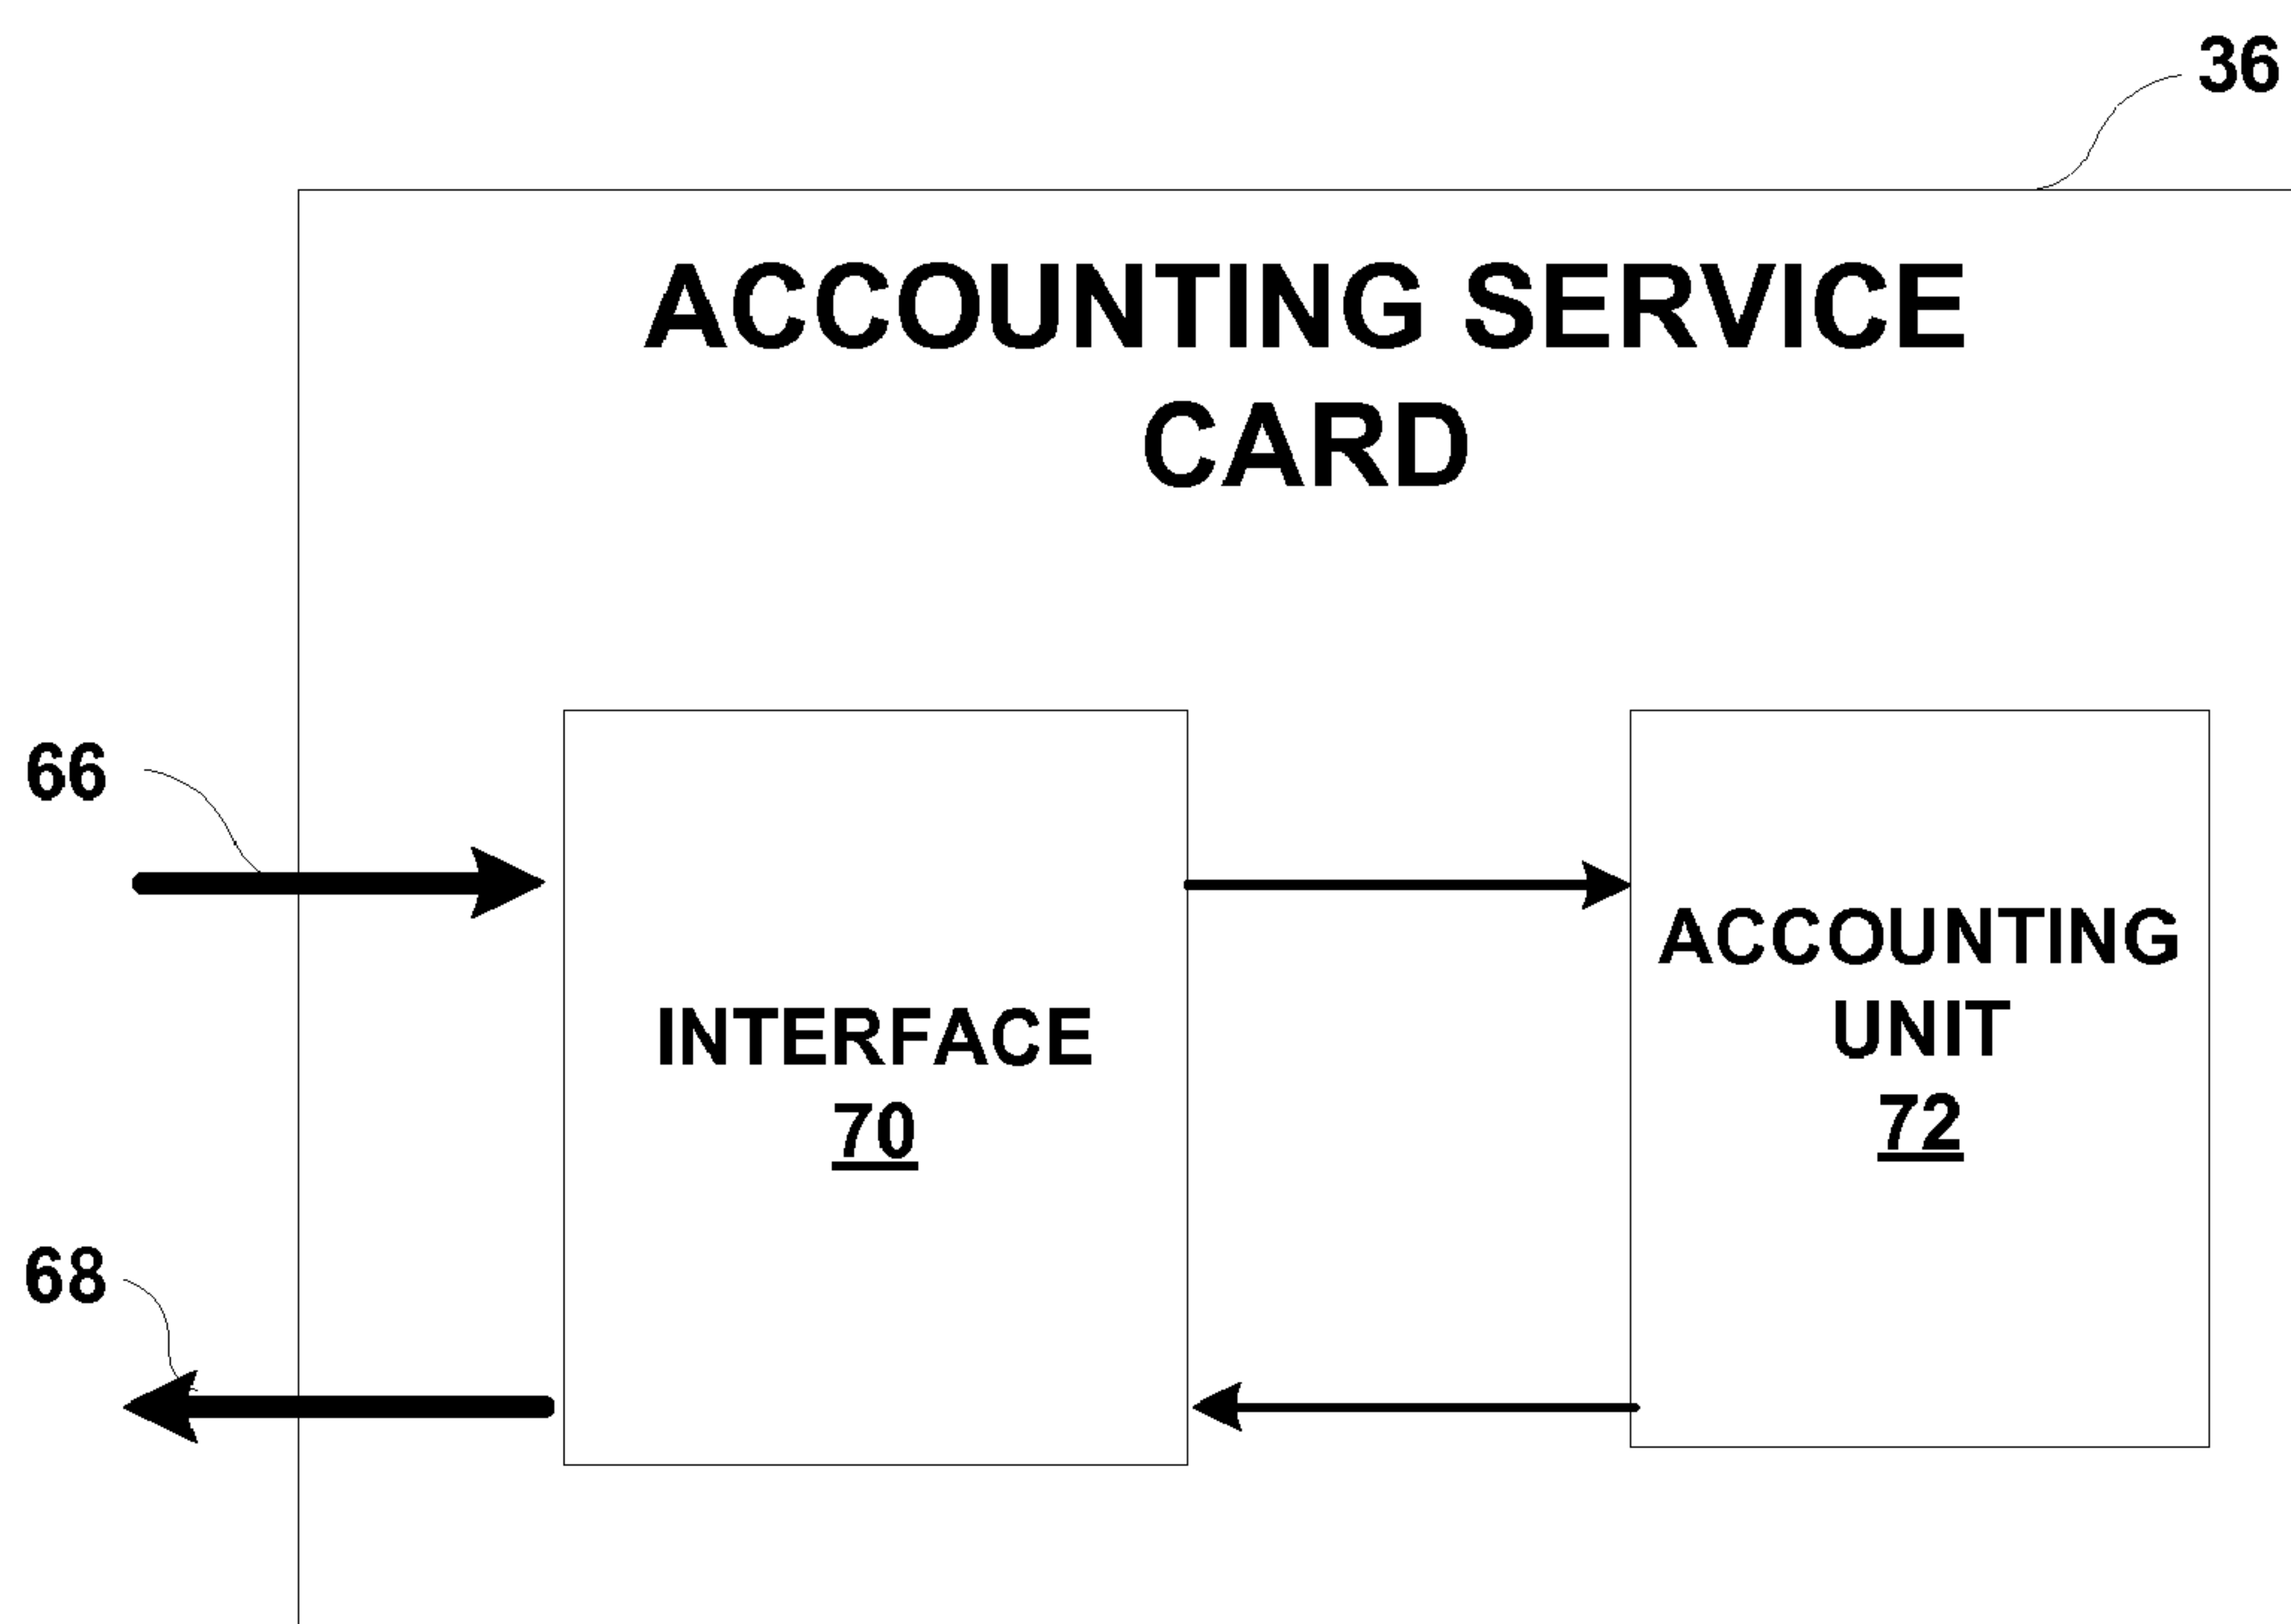 36
ACCOUNTING SERVICE
CARD
66
INTERFACE
70
ACCOUNTING
UNIT
72
68